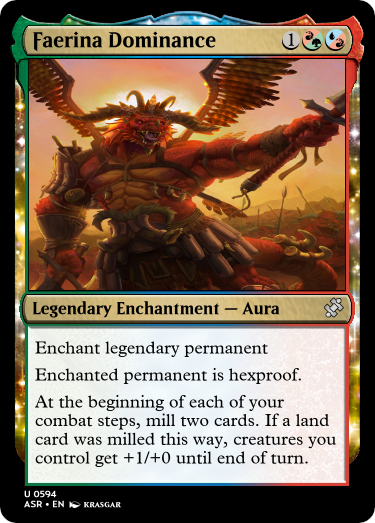 Faerina Dominance 1
Legendary Enchantment — Aura
Enchant legendary permanent
Enchanted permanent is hexproof.
At the beginning of each of your
combat steps, mill two cards. If a land
card was milled this way, creatures you
control get +1/+0 until end of turn.
U 0594
ASR • EN KRASGAR